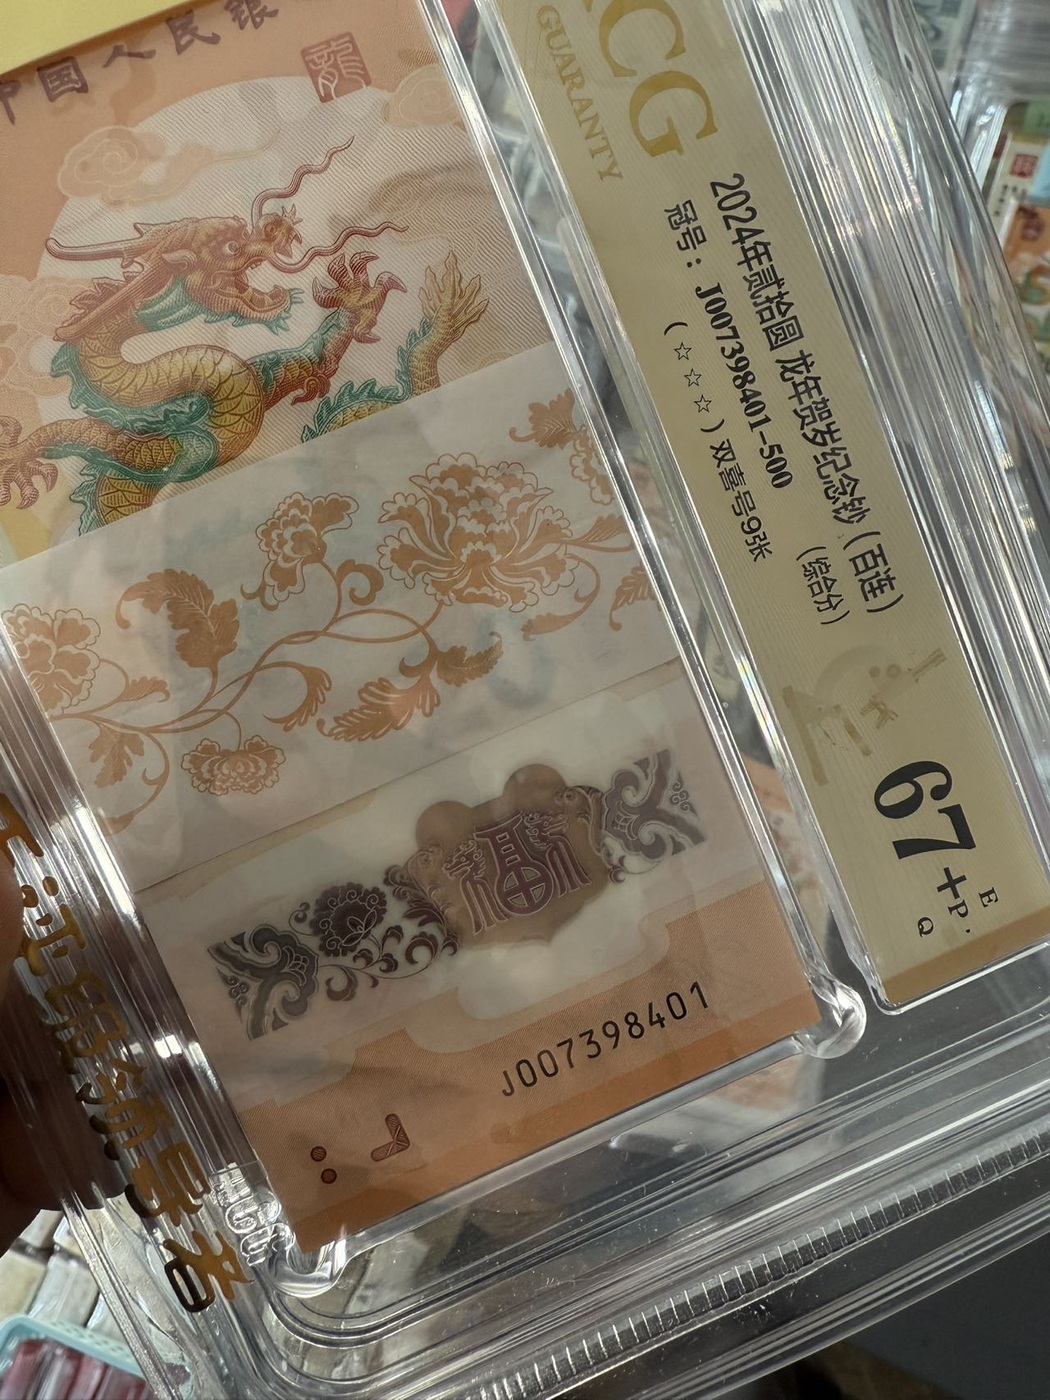 中国人民银
龍
CG
GUARANTY
2024年贰拾圆 龙年贺岁纪念钞（百连）
冠号：J007398401-500
（综合分）
（☆☆☆）双喜号9张
67+
E
P.
Q
福
J007398401